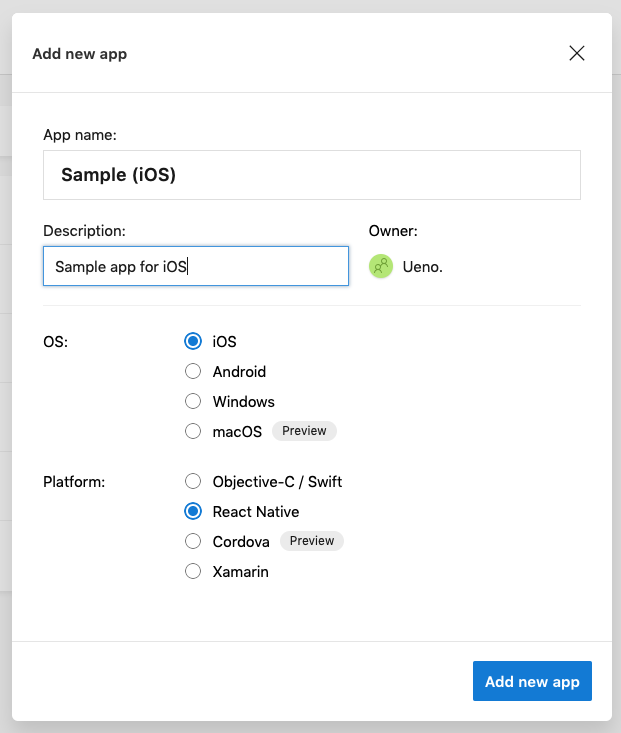 Add new app
App name:
Sample (iOS)
Description:
Owner:
Sample app for iOS
Ueno.
OS:
iOS
Android
Windows
macOS Preview
Platform:
Objective-C / Swift
React Native
Cordova Preview
Xamarin
Add new app